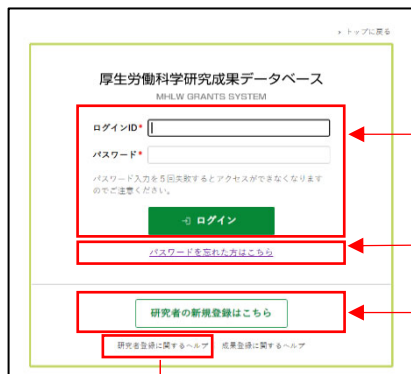 » トップに戻る
厚生労働科学研究成果データベース
MHLW GRANTS SYSTEM
ログインID*
パスワード*
パスワード入力を5回失敗するとアクセスができなくなります
のでご注意ください。
ログイン
パスワードを忘れた方はこちら
研究者の新規登録はこちら
研究者登録に関するヘルプ 成果登録に関するヘルプ